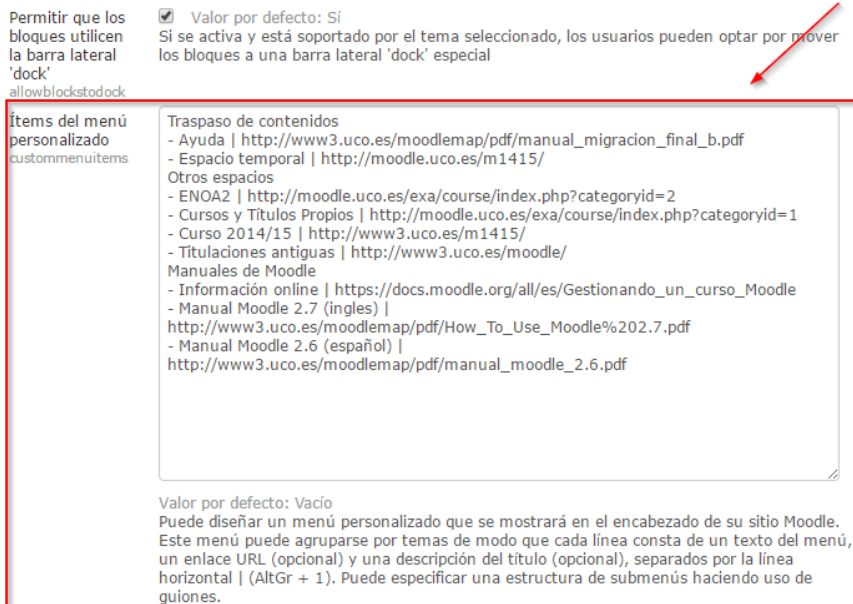 Permitir que los
bloques utilicen
la barra lateral
'dock'
allowblockstodock
Valor por defecto: Sí
Si se activa y está soportado por el tema seleccionado, los usuarios pueden optar por mover
los bloques a una barra lateral 'dock' especial
Ítems del menú
personalizado
custommenuitems
Traspaso de contenidos
- Ayuda | http://www3.uco.es/moodlemap/pdf/manual_migracion_final_b.pdf
- Espacio temporal | http://moodle.uco.es/m1415/
Otros espacios
- ENOA2 | http://moodle.uco.es/exa/course/index.php?categoryid=2
- Cursos y Títulos Propios | http://moodle.uco.es/exa/course/index.php?categoryid=1
- Curso 2014/15 | http://www3.uco.es/m1415/
- Titulaciones antiguas | http://www3.uco.es/moodle/
Manuales de Moodle
- Información online | https://docs.moodle.org/all/es/Gestionando_un_curso_Moodle
- Manual Moodle 2.7 (ingles) |
http://www3.uco.es/moodlemap/pdf/How_To_Use_Moodle%202.7.pdf
- Manual Moodle 2.6 (español) |
http://www3.uco.es/moodlemap/pdf/manual_moodle_2.6.pdf
Valor por defecto: Vacío
Puede diseñar un menú personalizado que se mostrará en el encabezado de su sitio Moodle.
Este menú puede agruparse por temas de modo que cada línea consta de un texto del menú,
un enlace URL (opcional) y una descripción del título (opcional), separados por la línea
horizontal | (AltGr + 1). Puede especificar una estructura de submenús haciendo uso de
guiones.